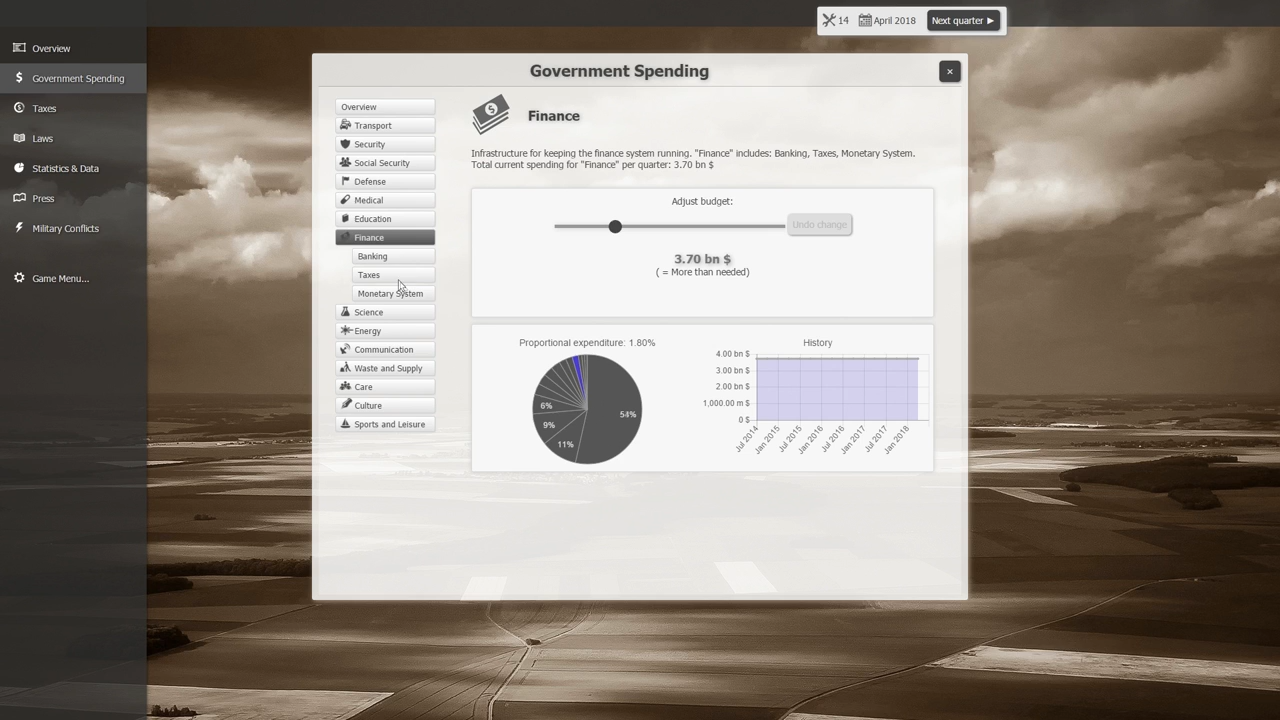 14
April 2018
Next quarter ▶
Overview
$ Government Spending
Taxes
Laws
Statistics & Data
Press
Military Conflicts
Game Menu...
Government Spending
×
Overview
Transport
Security
Social Security
Defense
Medical
Education
Finance
Banking
Taxes
Monetary System
Science
Energy
Communication
Waste and Supply
Care
Culture
Sports and Leisure
Finance
Infrastructure for keeping the finance system running. "Finance" includes: Banking, Taxes, Monetary System.
Total current spending for "Finance" per quarter: 3.70 bn $
Adjust budget:
Undo change
3.70 bn $
( = More than needed)
Proportional expenditure: 1.80%
54%
11%
9%
6%
History
4.00 bn $
3.00 bn $
2.00 bn $
1,000.00 m $
0 $
Jul 2014
Jan 2015
Jul 2015
Jan 2016
Jul 2016
Jan 2017
Jul 2017
Jan 2018